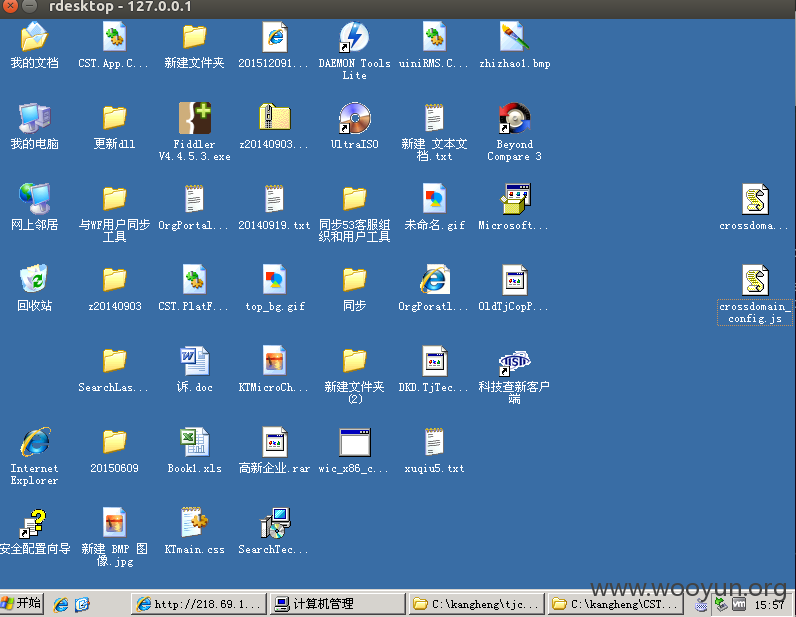 rdesktop - 127.0.0.1
我的文档
CST.App.C...
新建文件夹
201512091...
DAEMON Tools
Lite
uiniRMS.C...
zhizhao1.bmp
我的电脑
更新dll
Fiddler
V4.4.5.3.exe
z20140903...
UltraISO
新建 文本文
档.txt
Beyond
Compare 3
网上邻居
与WF用户同步
工具
OrgPortal...
20140919.txt
同步53客服组
织和用户工具
未命名.gif
Microsoft...
crossdoma...
回收站
z20140903
CST.PlatF...
top_bg.gif
同步
OrgPoratl...
OldTjCopP...
crossdomain_
config.js
SearchLas...
诉.doc
KTMicroCh...
新建文件夹
(2)
DKD.TjTec...
科技查新客户
端
Internet
Explorer
20150609
Book1.xls
高新企业.rar
wic_x86_c...
xuqiu5.txt
安全配置向导
新建 BMP 图
像.jpg
KTmain.css
SearchTec...
www.wooyun.org
开始
http://218.69.1...
计算机管理
C:\kangheng\tjc...
C:\kangheng\CST...
15:57